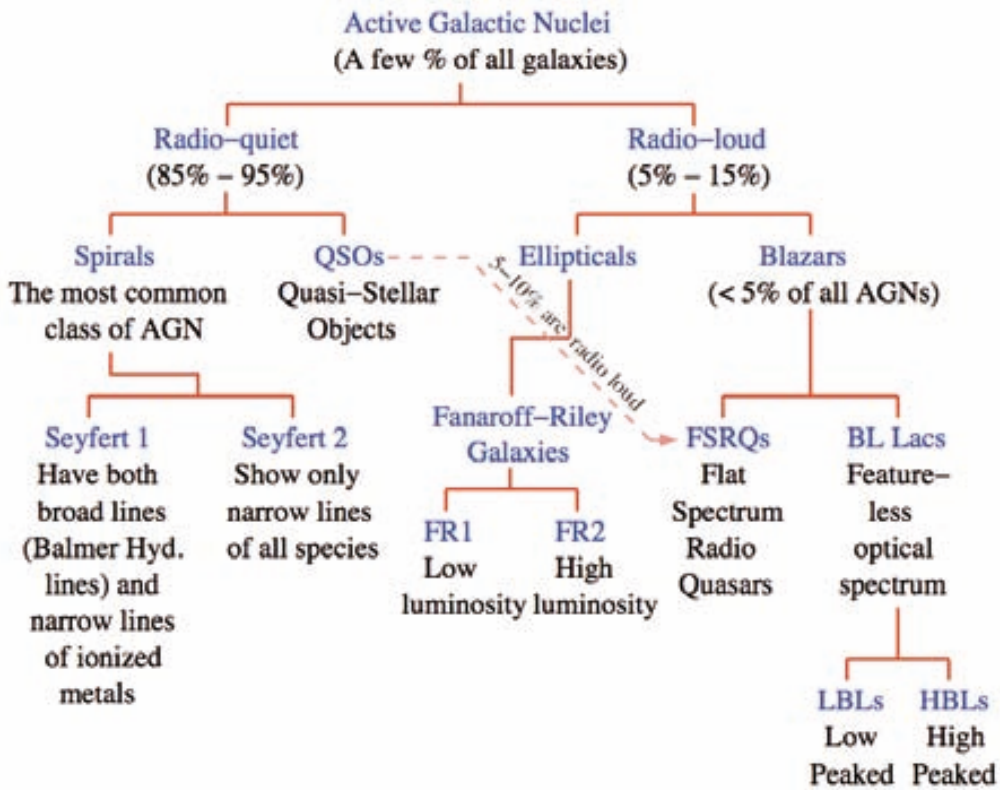 Active Galactic Nuclei
(A few % of all galaxies)
Radio–quiet
(85% – 95%)
Radio–loud
(5% – 15%)
Spirals
The most common
class of AGN
QSOs
Quasi–Stellar
Objects
5–10% are radio loud
Ellipticals
Blazars
(< 5% of all AGNs)
Seyfert 1
Have both
broad lines
(Balmer Hyd.
lines) and
narrow lines
of ionized
metals
Seyfert 2
Show only
narrow lines
of all species
Fanaroff–Riley
Galaxies
FR1
Low
luminosity
FR2
High
luminosity
FSRQs
Flat
Spectrum
Radio
Quasars
BL Lacs
Feature–
less
optical
spectrum
LBLs
Low
Peaked
HBLs
High
Peaked